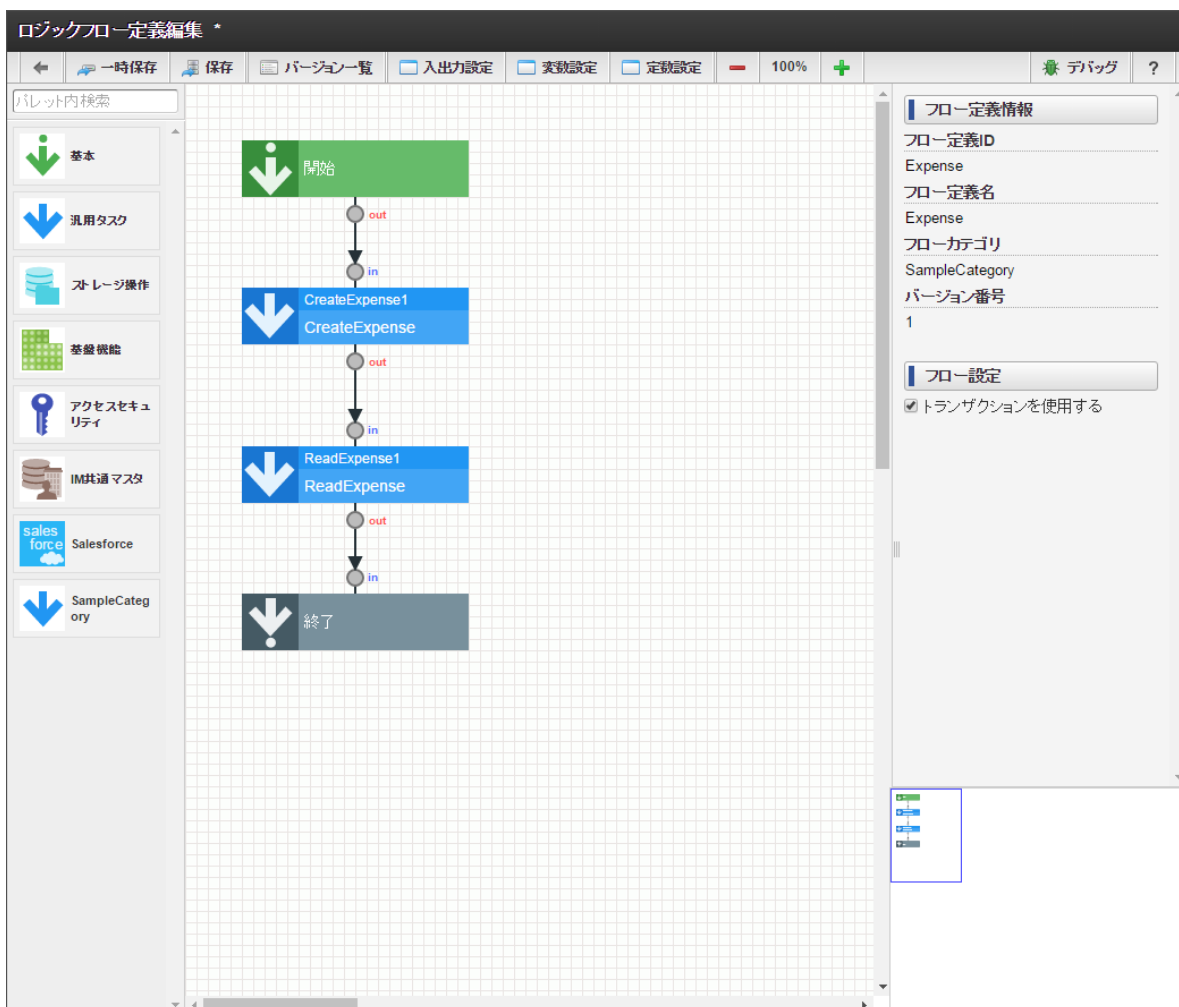 ロジックフロー定義編集 *
一時保存 保存 バージョン一覧 入出力設定 変数設定 定数設定 100% デバッグ ?
パレット内検索
基本
汎用タスク
ストレージ操作
基盤機能
アクセスセキュ
リティ
IM共通マスタ
sales
force
Salesforce
SampleCateg
ory
開始
out
in
CreateExpense1
CreateExpense
out
in
ReadExpense1
ReadExpense
out
in
終了
フロー定義情報
フロー定義ID
Expense
フロー定義名
Expense
フローカテゴリ
SampleCategory
バージョン番号
1
フロー設定
トランザクションを使用する